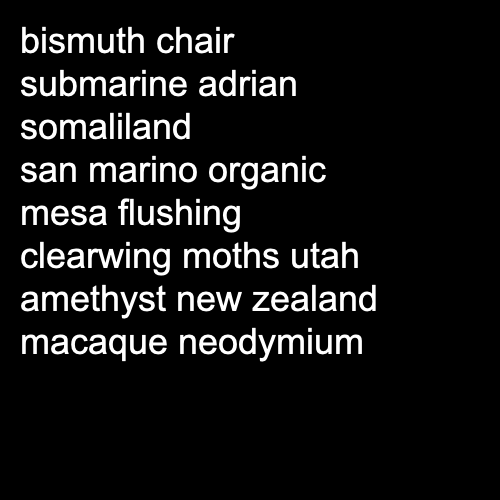 bismuth chair
submarine adrian
somaliland
san marino organic
mesa flushing
clearwing moths utah
amethyst new zealand
macaque neodymium